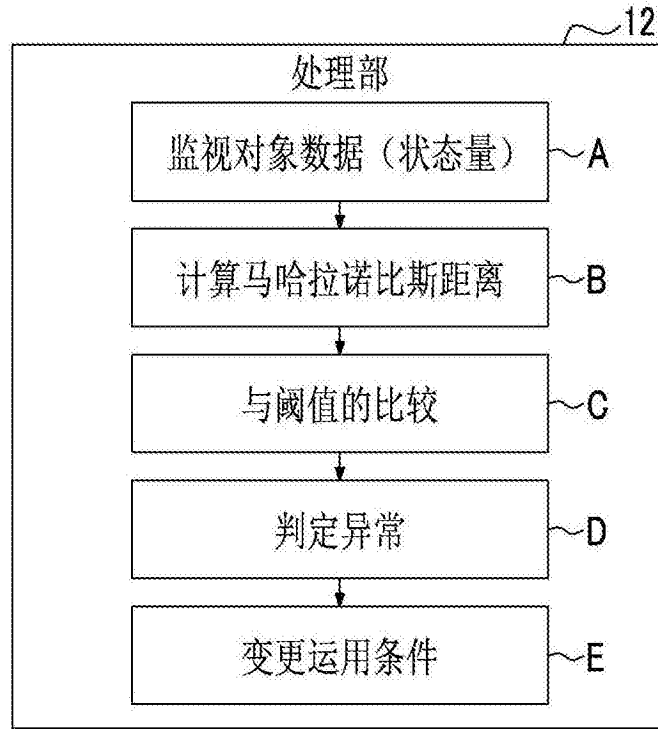 12
处理部
监视对象数据（状态量） A
计算马哈拉诺比斯距离 B
与阈值的比较 C
判定异常 D
变更运用条件 E